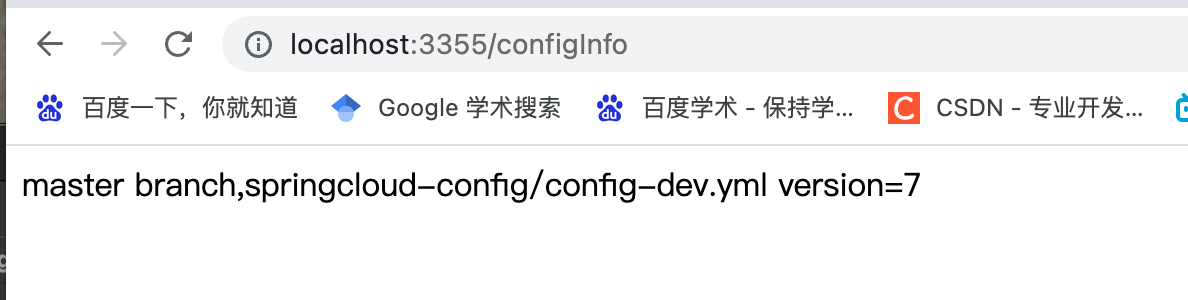 localhost:3355/configInfo
百度一下，你就知道 Google 学术搜索 百度学术 - 保持学... CSDN - 专业开发...
master branch,springcloud-config/config-dev.yml version=7